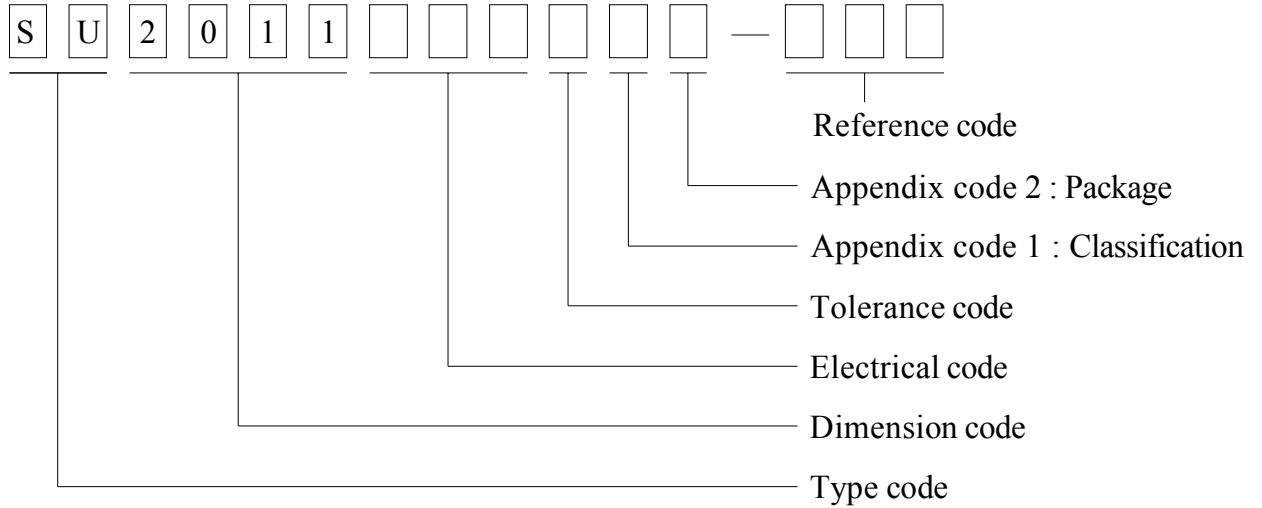 S U 2 0 1 1 —
Reference code
Appendix code 2 : Package
Appendix code 1 : Classification
Tolerance code
Electrical code
Dimension code
Type code